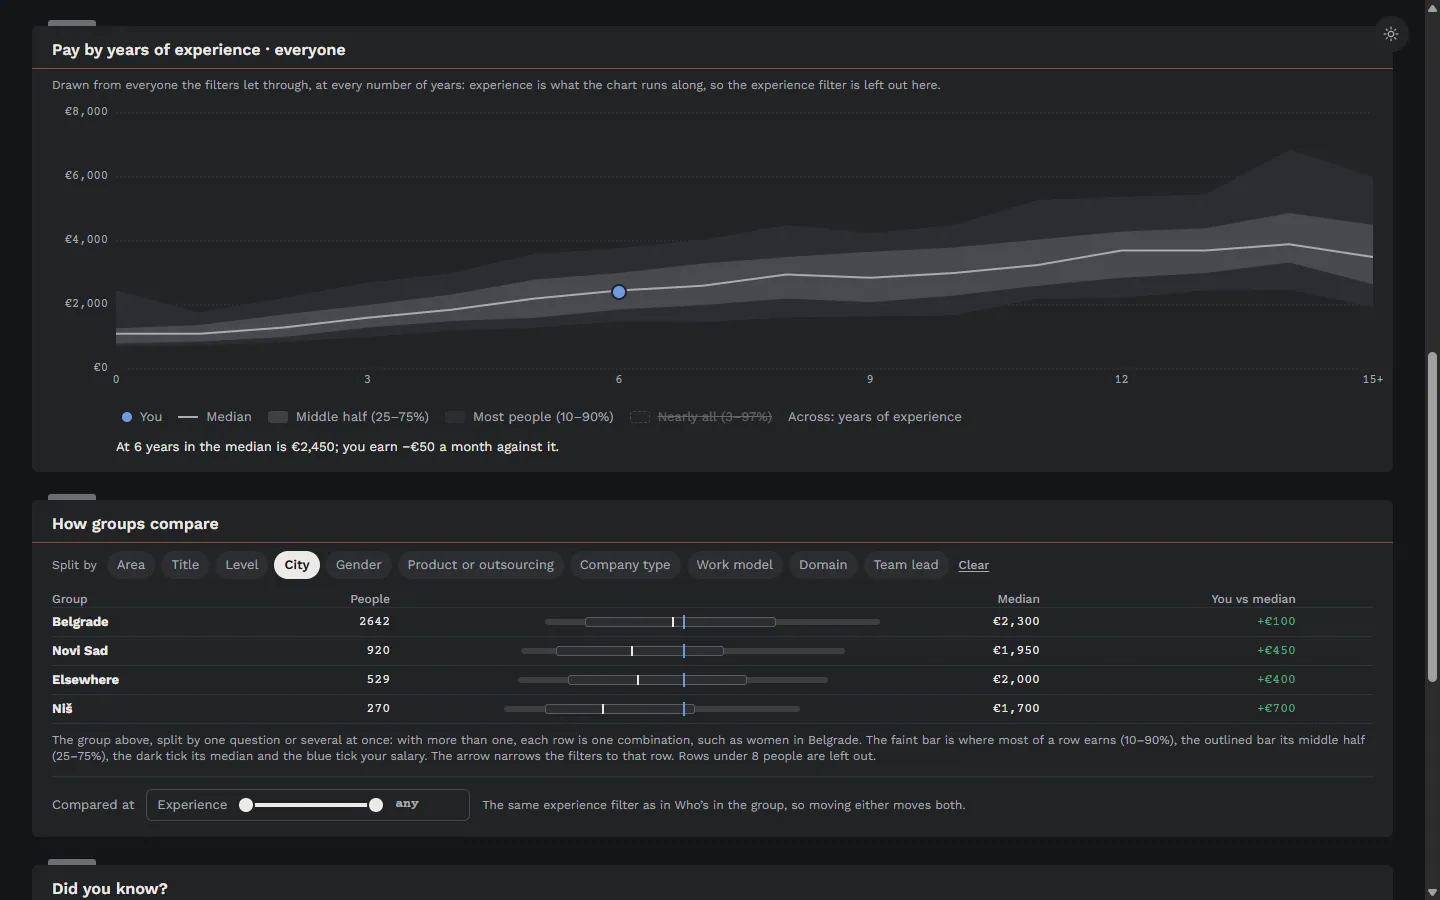 Pay by years of experience · everyone
Drawn from everyone the filters let through, at every number of years: experience is what the chart runs along, so the experience filter is left out here.
€8,000
€6,000
€4,000
€2,000
€0
0 3 6 9 12 15+
You Median Middle half (25–75%) Most people (10–90%) Nearly all (3–97%) Across: years of experience
At 6 years in the median is €2,450; you earn −€50 a month against it.
How groups compare
Split by Area Title Level City Gender Product or outsourcing Company type Work model Domain Team lead Clear
Group People Median You vs median
Belgrade 2642 €2,300 +€100
Novi Sad 920 €1,950 +€450
Elsewhere 529 €2,000 +€400
Niš 270 €1,700 +€700
The group above, split by one question or several at once: with more than one, each row is one combination, such as women in Belgrade. The faint bar is where most of a row earns (10–90%), the outlined bar its middle half
(25–75%), the dark tick its median and the blue tick your salary. The arrow narrows the filters to that row. Rows under 8 people are left out.
Compared at Experience any The same experience filter as in Who's in the group, so moving either moves both.
Did you know?